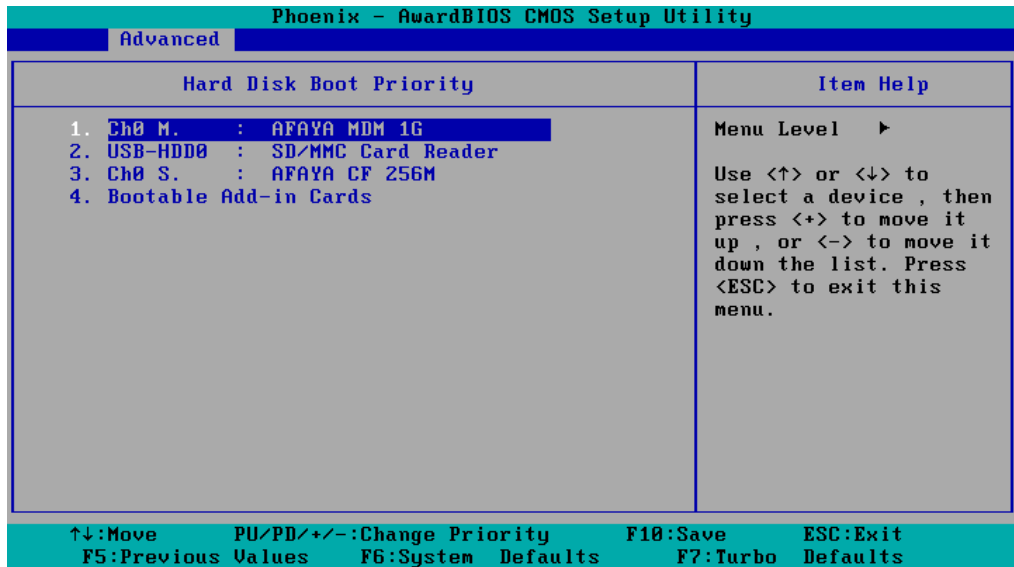 Phoenix - AwardBIOS CMOS Setup Utility
Advanced
Hard Disk Boot Priority
1. Ch0 M. : AFAYA MDM 1G
2. USB-HDD0 : SD/MMC Card Reader
3. Ch0 S. : AFAYA CF 256M
4. Bootable Add-in Cards
Item Help
Menu Level ▶
Use <↑> or <↓> to
select a device , then
press <+> to move it
up , or <-> to move it
down the list. Press
<ESC> to exit this
menu.
↑↓:Move PU/PD/+/-:Change Priority F10:Save ESC:Exit
F5:Previous Values F6:System Defaults F7:Turbo Defaults